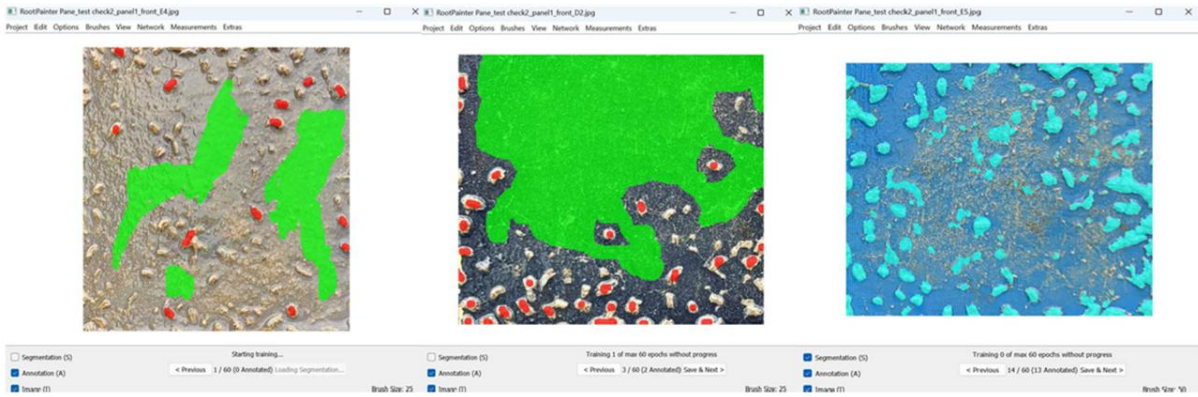 RootPainter Pane_test check2_panel1_front_E4.jpg
Project Edit Options Brushes View Network Measurements Extras
Segmentation (S)
Annotation (A)
Image (I)
Starting training...
< Previous 1 / 60 (0 Annotated) Loading Segmentation...
Brush Size: 25
RootPainter Pane_test check2_panel1_front_D2.jpg
Project Edit Options Brushes View Network Measurements Extras
Segmentation (S)
Annotation (A)
Image (I)
Training 1 of max 60 epochs without progress
< Previous 3 / 60 (2 Annotated) Save & Next >
Brush Size: 25
RootPainter Pane_test check2_panel1_front_E5.jpg
Project Edit Options Brushes View Network Measurements Extras
Segmentation (S)
Annotation (A)
Image (I)
Training 0 of max 60 epochs without progress
< Previous 14 / 60 (13 Annotated) Save & Next >
Brush Size: 50